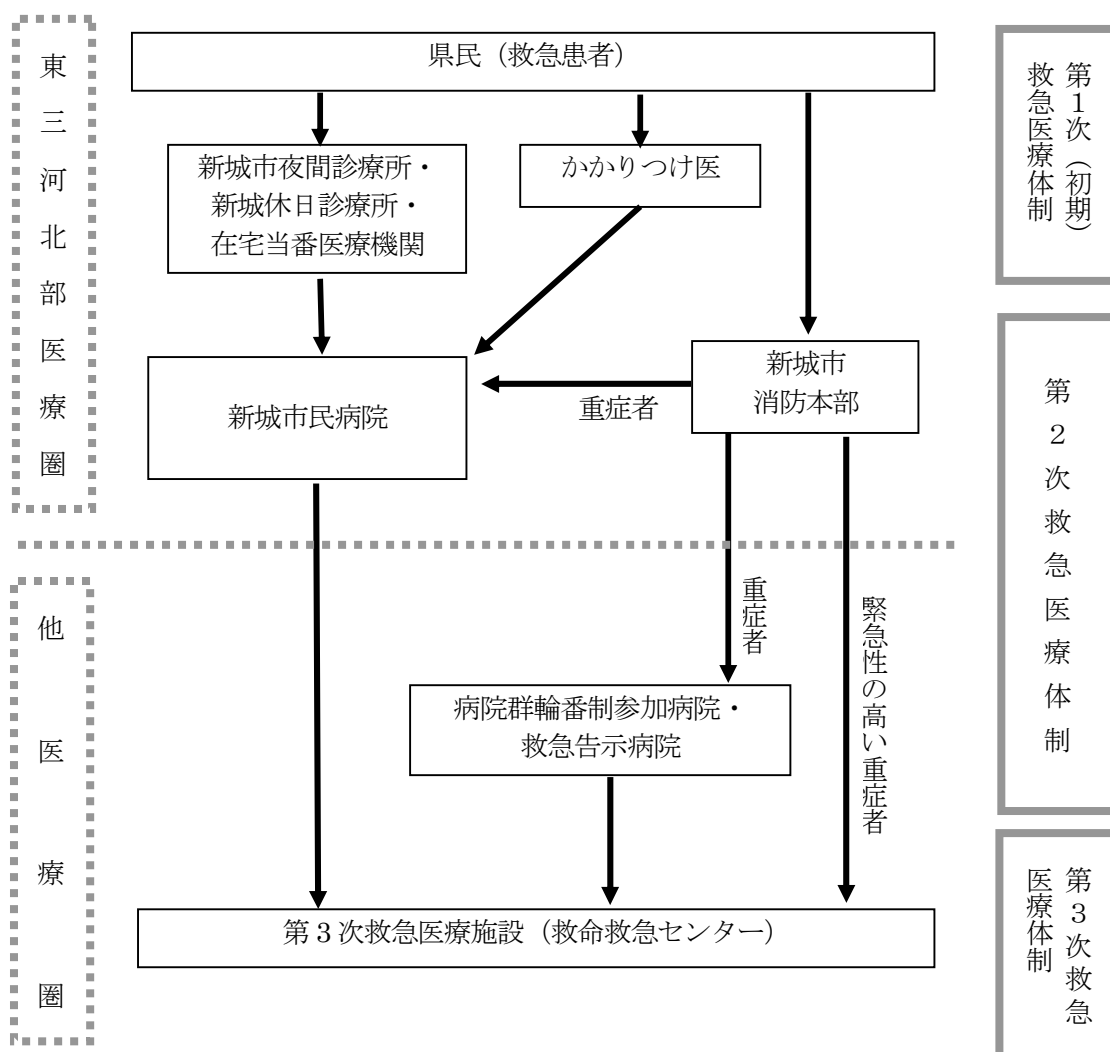 東三河北部医療圏
県民（救急患者）
第１次（初期）
救急医療体制
新城市夜間診療所・
新城休日診療所・
在宅当番医療機関
かかりつけ医
新城市民病院
重症者
新城市
消防本部
第２次救急医療体制
他医療圏
重症者
緊急性の高い重症者
病院群輪番制参加病院・
救急告示病院
第３次救急医療施設（救命救急センター）
第３次救急
医療体制